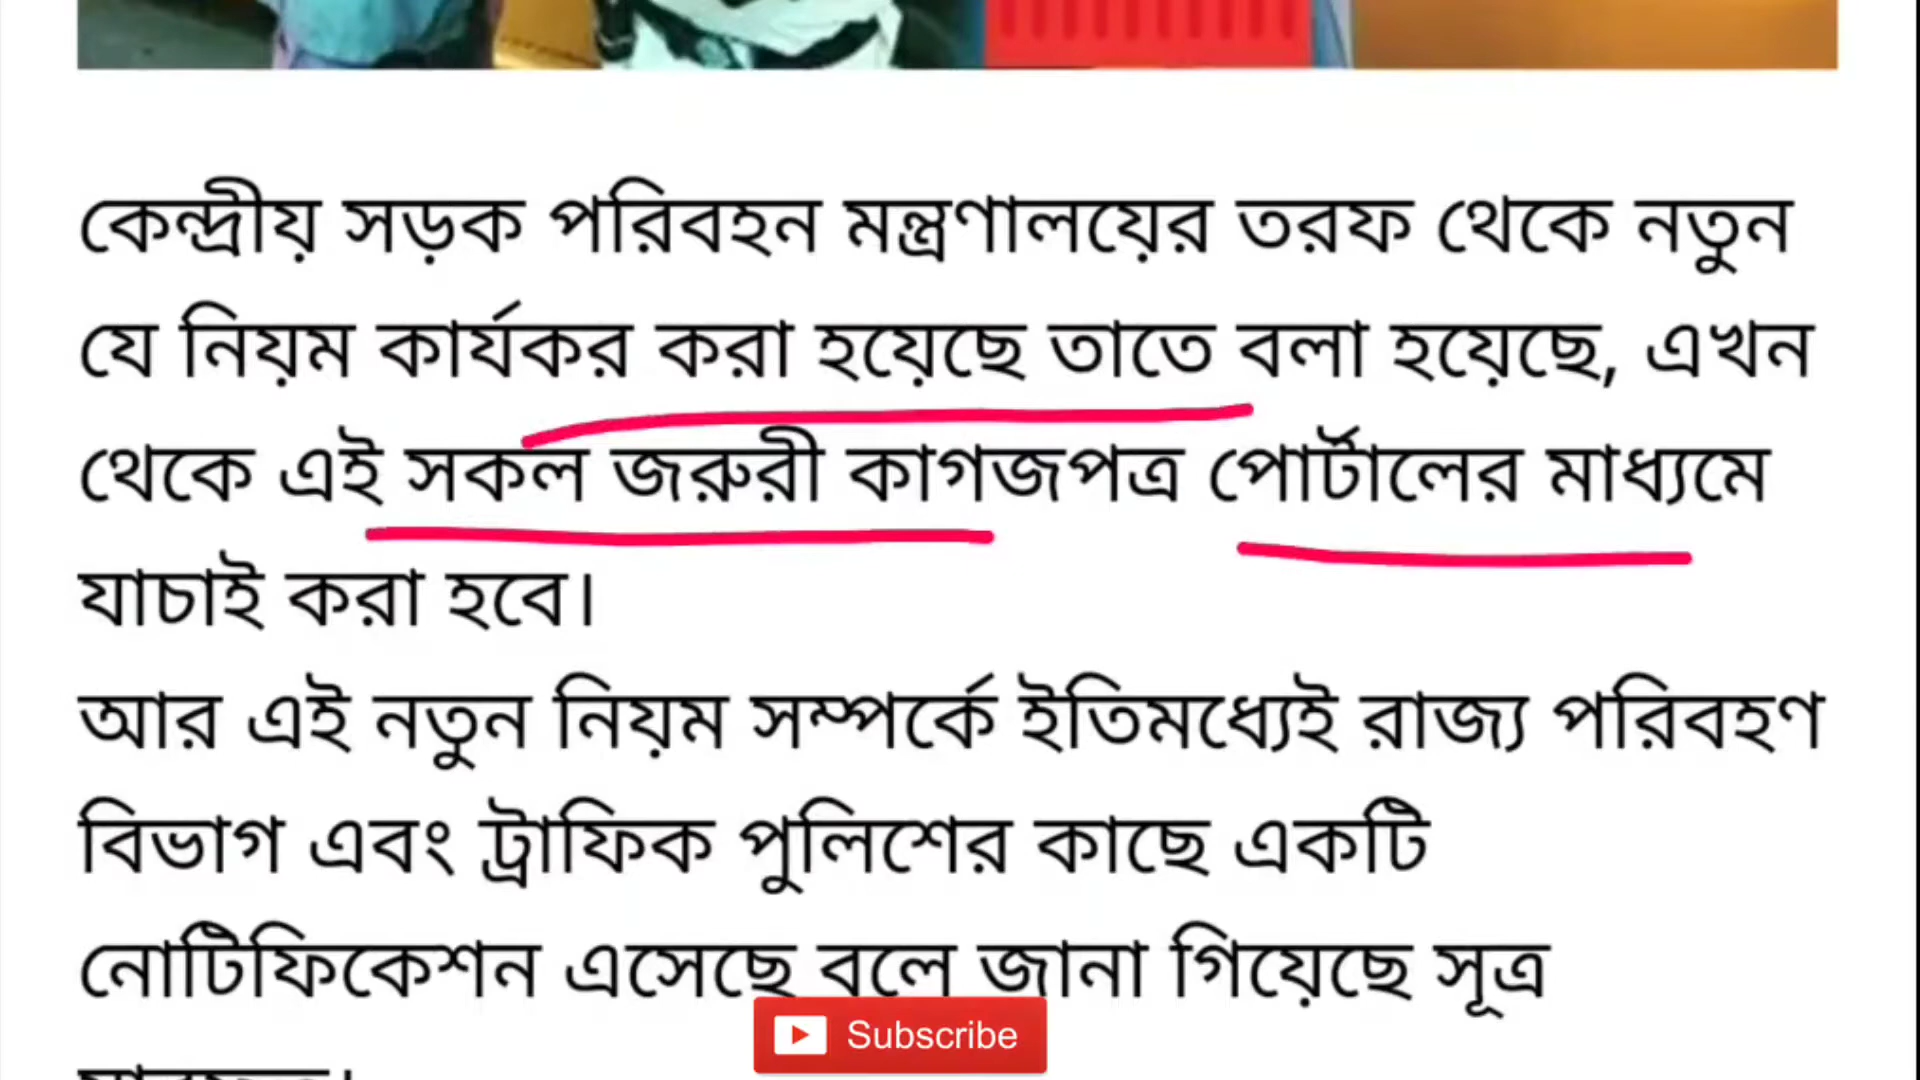 কেন্দ্রীয় সড়ক পরিবহন মন্ত্রণালয়ের তরফ থেকে নতুন
যে নিয়ম কার্যকর করা হয়েছে তাতে বলা হয়েছে, এখন
থেকে এই সকল জরুরী কাগজপত্র পোর্টালের মাধ্যমে
যাচাই করা হবে।
আর এই নতুন নিয়ম সম্পর্কে ইতিমধ্যেই রাজ্য পরিবহণ
বিভাগ এবং ট্রাফিক পুলিশের কাছে একটি
নোটিফিকেশন এসেছে বলে জানা গিয়েছে সূত্র
Subscribe